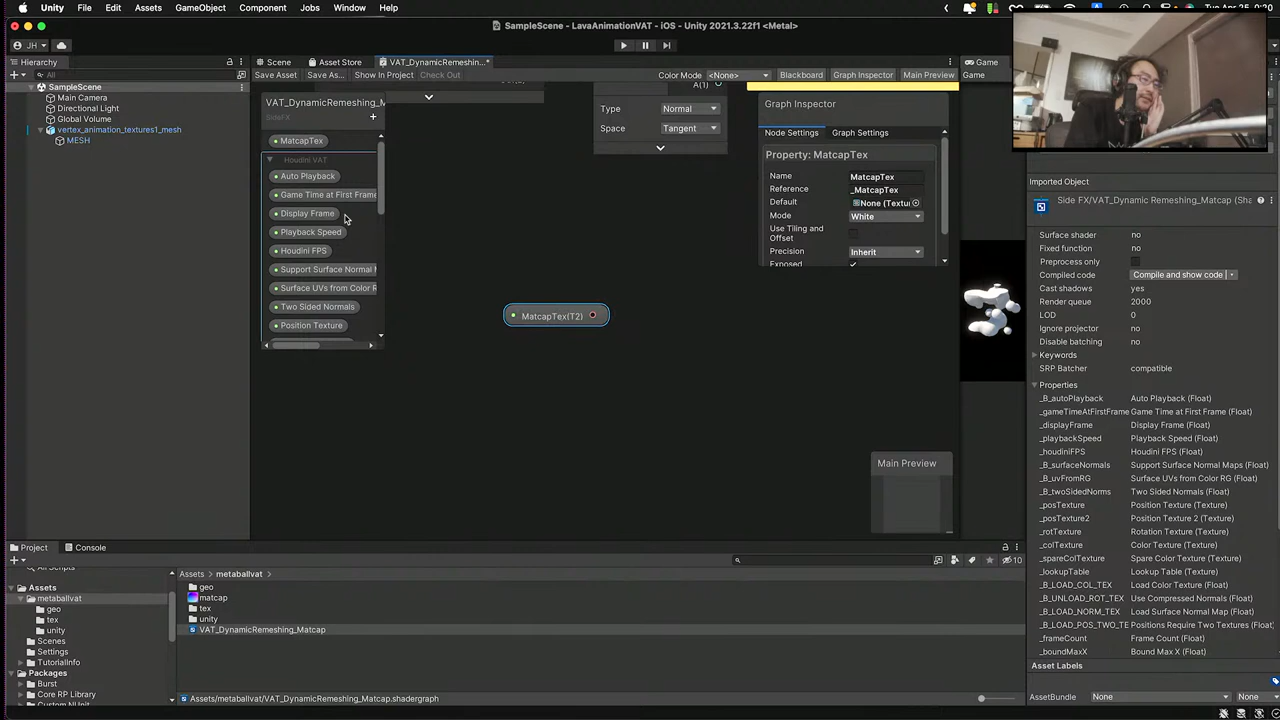 Unity File Edit Assets GameObject Component Jobs Window Help
SampleScene - LavaAnimationVAT - iOS - Unity 2021.3.22f1 <Metal>
JH
Hierarchy
All
SampleScene
Main Camera
Directional Light
Global Volume
vertex_animation_textures1_mesh
MESH
Scene Asset Store VAT_DynamicRemeshin...* Game
Save Asset Save As... Show In Project Check Out Color Mode <None> Blackboard Graph Inspector Main Preview Game
A(1)
Type Normal
Space Tangent
VAT_DynamicRemeshing_M
SideFX
MatcapTex
Houdini VAT
Auto Playback
Game Time at First Frame
Display Frame
Playback Speed
Houdini FPS
Support Surface Normal M
Surface UVs from Color R
Two Sided Normals
Position Texture
MatcapTex(T2)
Graph Inspector
Node Settings Graph Settings
Property: MatcapTex
Name MatcapTex
Reference _MatcapTex
Default None (Textu
Mode White
Use Tiling and
Offset
Precision Inherit
Exposed
Main Preview
Imported Object
Side FX/VAT_Dynamic Remeshing_Matcap (Sha
Surface shader no
Fixed function no
Preprocess only
Compiled code Compile and show code
Cast shadows yes
Render queue 2000
LOD 0
Ignore projector no
Disable batching no
Keywords
SRP Batcher compatible
Properties
_B_autoPlayback Auto Playback (Float)
_gameTimeAtFirstFrame Game Time at First Frame (Float)
_displayFrame Display Frame (Float)
_playbackSpeed Playback Speed (Float)
_houdiniFPS Houdini FPS (Float)
_B_surfaceNormals Support Surface Normal Maps (Float)
_B_uvFromRG Surface UVs from Color RG (Float)
_B_twoSidedNorms Two Sided Normals (Float)
_posTexture Position Texture (Texture)
_posTexture2 Position Texture 2 (Texture)
_rotTexture Rotation Texture (Texture)
_colTexture Color Texture (Texture)
_spareColTexture Spare Color Texture (Texture)
_lookupTable Lookup Table (Texture)
_B_LOAD_COL_TEX Load Color Texture (Float)
_B_UNLOAD_ROT_TEX Use Compressed Normals (Float)
_B_LOAD_NORM_TEX Load Surface Normal Map (Float)
_B_LOAD_POS_TWO_TE Positions Require Two Textures (Float)
_frameCount Frame Count (Float)
_boundMaxX Bound Max X (Float)
Asset Labels
AssetBundle None None
Project Console
10
All Scripts
Assets
metaballvat
geo
tex
unity
Scenes
Settings
TutorialInfo
Packages
Burst
Core RP Library
Custom NUnit
Assets > metaballvat >
geo
matcap
tex
unity
VAT_DynamicRemeshing_Matcap
Assets/metaballvat/VAT_DynamicRemeshing_Matcap.shadergraph